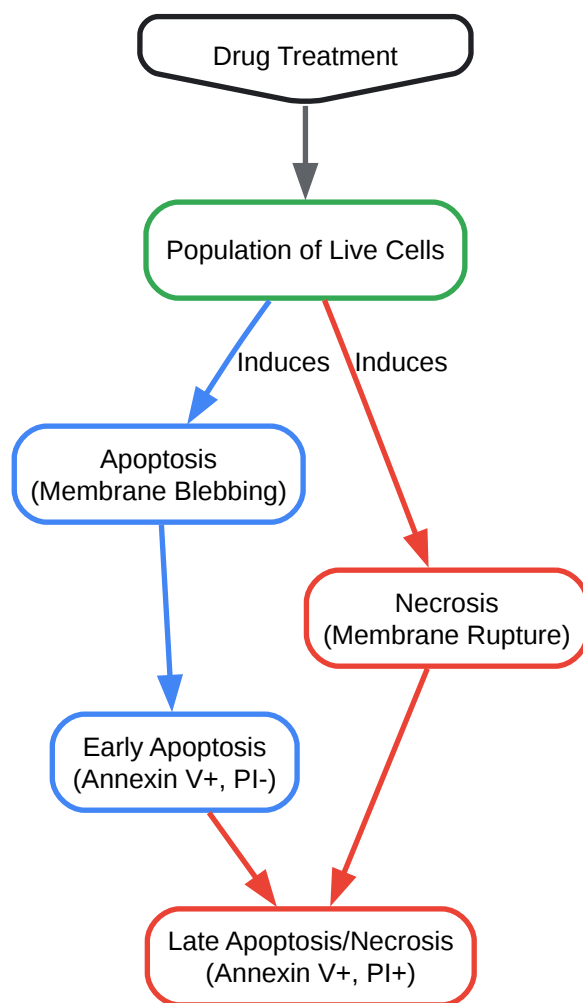 Drug Treatment
Population of Live Cells
Induces
Induces
Apoptosis
(Membrane Blebbing)
Necrosis
(Membrane Rupture)
Early Apoptosis
(Annexin V+, PI-)
Late Apoptosis/Necrosis
(Annexin V+, PI+)